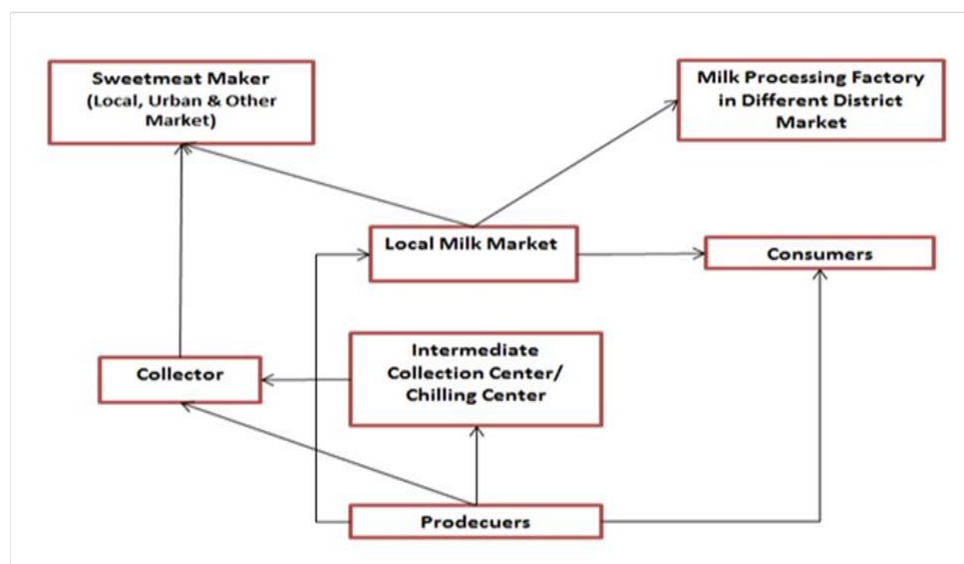 Sweetmeat Maker
(Local, Urban & Other
Market)
Milk Processing Factory
in Different District
Market
Local Milk Market
Consumers
Intermediate
Collection Center/
Chilling Center
Collector
Prodecuers